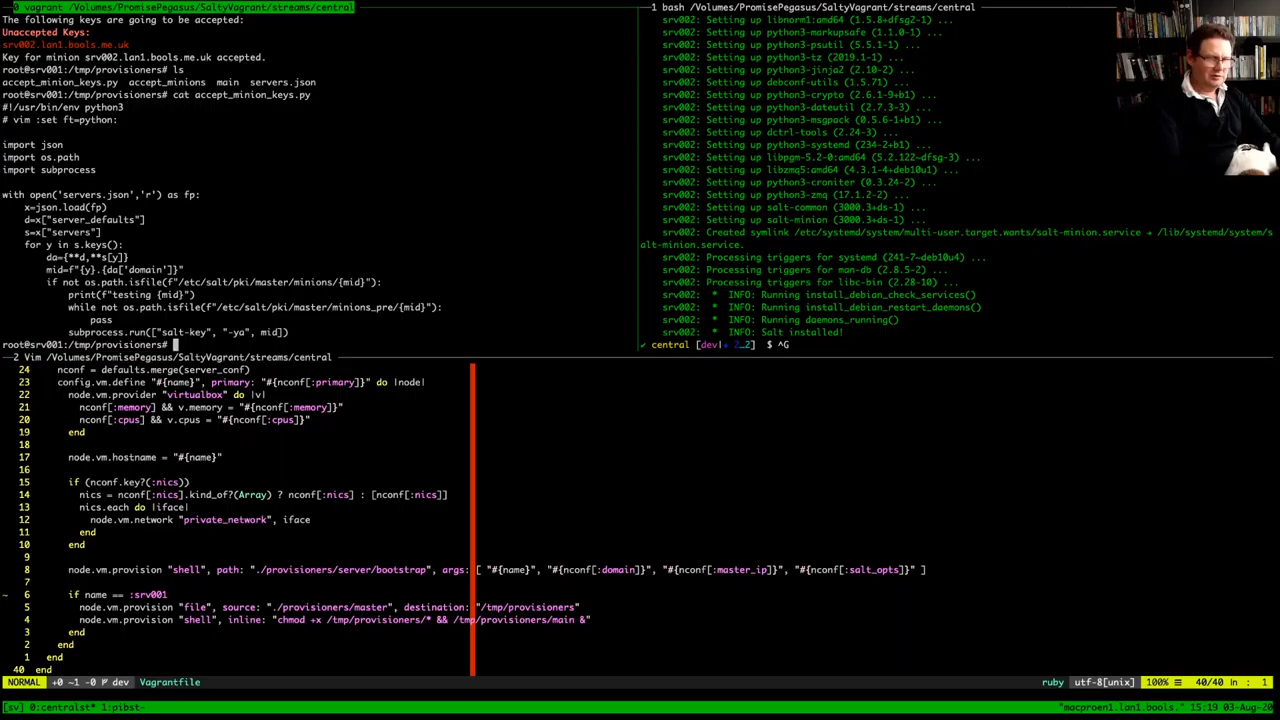 0 vagrant /Volumes/PromisePegasus/SaltyVagrant/streams/central
The following keys are going to be accepted:
Unaccepted Keys:
srv002.lan1.bools.me.uk
Key for minion srv002.lan1.bools.me.uk accepted.
root@srv001:/tmp/provisioners# ls
accept_minion_keys.py  accept_minions  main  servers.json
root@srv001:/tmp/provisioners# cat accept_minion_keys.py
#!/usr/bin/env python3
# vim :set ft=python:

import json
import os.path
import subprocess

with open('servers.json','r') as fp:
    x=json.load(fp)
    d=x["server_defaults"]
    s=x["servers"]
    for y in s.keys():
        da={**d,**s[y]}
        mid=f"{y}.{da['domain']}"
        if not os.path.isfile(f"/etc/salt/pki/master/minions/{mid}"):
            print(f"testing {mid}")
            while not os.path.isfile(f"/etc/salt/pki/master/minions_pre/{mid}"):
                pass
            subprocess.run(["salt-key", "-ya", mid])
root@srv001:/tmp/provisioners#
1 bash /Volumes/PromisePegasus/SaltyVagrant/streams/central
srv002: Setting up libnorm1:amd64 (1.5.8+dfsg2-1) ...
srv002: Setting up python3-markupsafe (1.1.0-1) ...
srv002: Setting up python3-psutil (5.5.1-1) ...
srv002: Setting up python3-tz (2019.1-1) ...
srv002: Setting up python3-jinja2 (2.10-2) ...
srv002: Setting up debconf-utils (1.5.71) ...
srv002: Setting up python3-crypto (2.6.1-9+b1) ...
srv002: Setting up python3-dateutil (2.7.3-3) ...
srv002: Setting up python3-msgpack (0.5.6-1+b1) ...
srv002: Setting up dctrl-tools (2.24-3) ...
srv002: Setting up python3-systemd (234-2+b1) ...
srv002: Setting up libpgm-5.2-0:amd64 (5.2.122~dfsg-3) ...
srv002: Setting up libzmq5:amd64 (4.3.1-4+deb10u1) ...
srv002: Setting up python3-croniter (0.3.24-2) ...
srv002: Setting up python3-zmq (17.1.2-2) ...
srv002: Setting up salt-common (3000.3+ds-1) ...
srv002: Setting up salt-minion (3000.3+ds-1) ...
srv002: Created symlink /etc/systemd/system/multi-user.target.wants/salt-minion.service → /lib/systemd/system/s
alt-minion.service.
srv002: Processing triggers for systemd (241-7~deb10u4) ...
srv002: Processing triggers for man-db (2.8.5-2) ...
srv002: Processing triggers for libc-bin (2.28-10) ...
srv002:  *  INFO: Running install_debian_check_services()
srv002:  *  INFO: Running install_debian_restart_daemons()
srv002:  *  INFO: Running daemons_running()
srv002:  *  INFO: Salt installed!
✔ central [dev|✚ 2…2]  $ ^G
2 Vim /Volumes/PromisePegasus/SaltyVagrant/streams/central
24     nconf = defaults.merge(server_conf)
23     config.vm.define "#{name}", primary: "#{nconf[:primary]}" do |node|
22       node.vm.provider "virtualbox" do |v|
21         nconf[:memory] && v.memory = "#{nconf[:memory]}"
20         nconf[:cpus] && v.cpus = "#{nconf[:cpus]}"
19       end
18
17       node.vm.hostname = "#{name}"
16
15       if (nconf.key?(:nics))
14         nics = nconf[:nics].kind_of?(Array) ? nconf[:nics] : [nconf[:nics]]
13         nics.each do |iface|
12           node.vm.network "private_network", iface
11         end
10       end
9
8       node.vm.provision "shell", path: "./provisioners/server/bootstrap", args: [ "#{name}", "#{nconf[:domain]}", "#{nconf[:master_ip]}", "#{nconf[:salt_opts]}" ]
7
~ 6       if name == :srv001
5         node.vm.provision "file", source: "./provisioners/master", destination: "/tmp/provisioners"
4         node.vm.provision "shell", inline: "chmod +x /tmp/provisioners/* && /tmp/provisioners/main &"
3       end
2     end
1   end
40 end
NORMAL  +0 ~1 -0 ᚠ dev  Vagrantfile  ruby  utf-8[unix]  100% ☰  40/40 ln :  1
[sv] 0:centralst* 1:pibst-  "macproen1.lan1.bools." 15:19 03-Aug-20